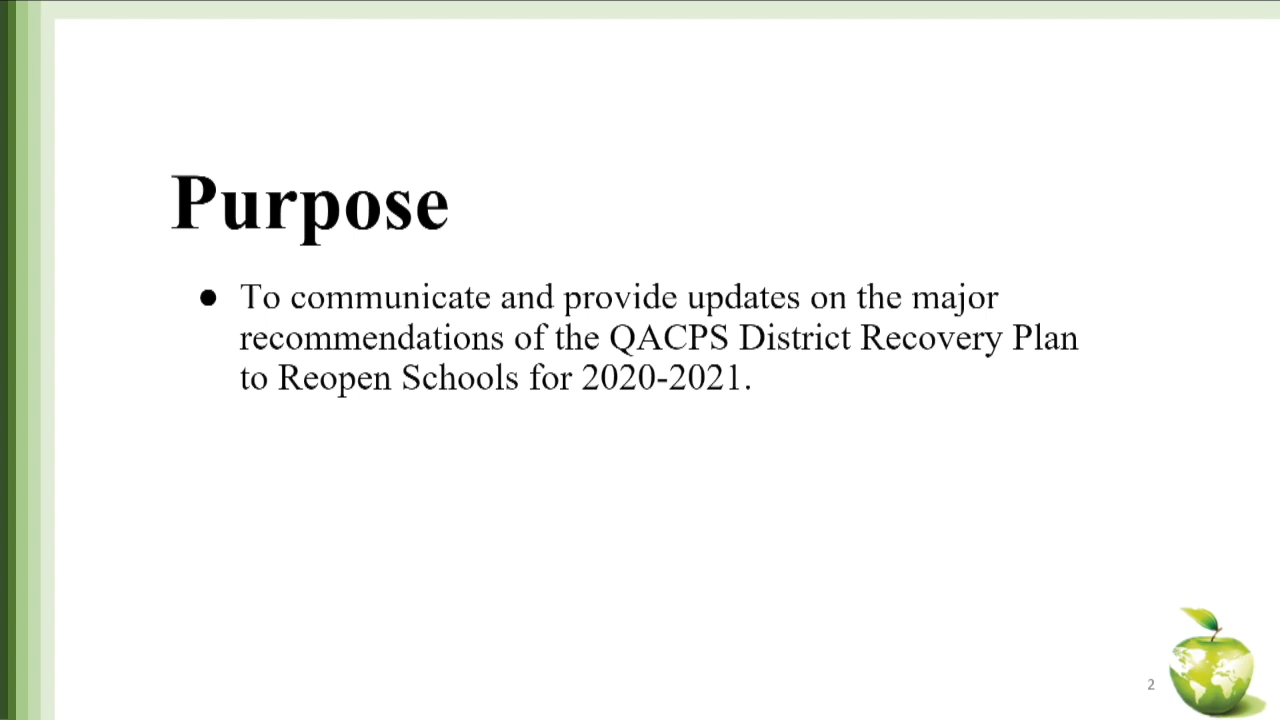 Purpose
● To communicate and provide updates on the major
recommendations of the QACPS District Recovery Plan
to Reopen Schools for 2020-2021.
2